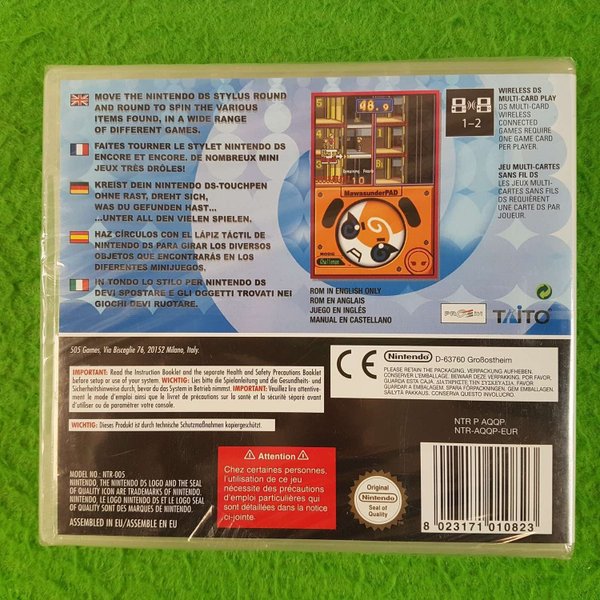 MOVE THE NINTENDO DS STYLUS ROUND
AND ROUND TO SPIN THE VARIOUS
ITEMS FOUND, IN A WIDE RANGE
OF DIFFERENT GAMES.
FAITES TOURNER LE STYLET NINTENDO DS
ENCORE ET ENCORE. DE NOMBREUX MINI
JEUX TRÈS DRÔLES!
KREIST DEIN NINTENDO DS-TOUCHPEN
OHNE RAST, DREHT SICH,
WAS DU GEFUNDEN HAST...
...UNTER ALL DEN VIELEN SPIELEN.
HAZ CÍRCULOS CON EL LÁPIZ TÁCTIL DE
NINTENDO DS PARA GIRAR LOS DIVERSOS
OBJETOS QUE ENCONTRARÁS EN LOS
DIFERENTES MINIJUEGOS.
IN TONDO LO STILO PER NINTENDO DS
DEVI SPOSTARE E GLI OGGETTI TROVATI NEI
GIOCHI DEVI RUOTARE.
48.9
10
MawasunderPAD
MODE
Challenge
ROM IN ENGLISH ONLY
ROM EN ANGLAIS
JUEGO EN INGLÉS
MANUAL EN CASTELLANO
1-2
WIRELESS DS
MULTI-CARD PLAY
DS MULTI-CARD
WIRELESS
CONNECTED
GAMES REQUIRE
ONE GAME CARD
PER PLAYER.
JEU MULTI-CARTES
SANS FIL DS
LES JEUX MULTI-
CARTES SANS FIL
DS REQUIÈRENT
UNE CARTE DS PAR
JOUEUR.
TAITO
505 Games, Via Bisceglie 76, 20152 Milano, Italy.
IMPORTANT: Read the Instruction Booklet and the separate Health and Safety Precautions Booklet
before setup or use of your system. WICHTIG: Lies bitte die Spielanleitung und die Gesundheits- und
Sicherheitshinweise durch, bevor du das System in Betrieb nimmst. IMPORTANT: Veuillez lire attentive-
ment le mode d'emploi ainsi que le livret de précautions sur la santé et la sécurité avant
d'utiliser ou de paramétrer votre console.
WICHTIG: Dieses Produkt ist durch technische Schutzmaßnahmen kopiergeschützt.
CE
Nintendo
D-63760 Großostheim
PLEASE RETAIN THE PACKAGING. VERPACKUNG AUFHEBEN.
CONSERVER L'EMBALLAGE. BEWAAR DEZE VERPAKKING. POR FAVOR,
GUARDA ESTA CAJA. ΔΙΑΤΗΡΗΣΤΕ ΤΗΝ ΣΥΣΚΕΥΑΣΙΑ. POR FAVOR
GUARDAR A EMBALAGEM. SPARA FÖRPACKNINGEN. GEM EMBALLAGEN.
SÄILYTÄ PAKKAUS. CONSERVA QUESTO INVOLUCRO.
MODEL NO.: NTR-005
NINTENDO, THE NINTENDO DS LOGO AND THE SEAL
OF QUALITY ICON ARE TRADEMARKS OF NINTENDO.
NINTENDO, LE LOGO NINTENDO DS ET LE LOGO SEAL
OF QUALITY SONT DES MARQUES DE NINTENDO.
ASSEMBLED IN EU/ASSEMBLE EN EU
Attention
Chez certaines personnes,
l'utilisation de ce jeu
nécessite des précautions
d'emploi particulières qui
sont détaillées dans la notice
ci-jointe.
Original
Nintendo
Seal of Quality
NTR P AQQP
NTR-AQQP-EUR
8 023171 010823